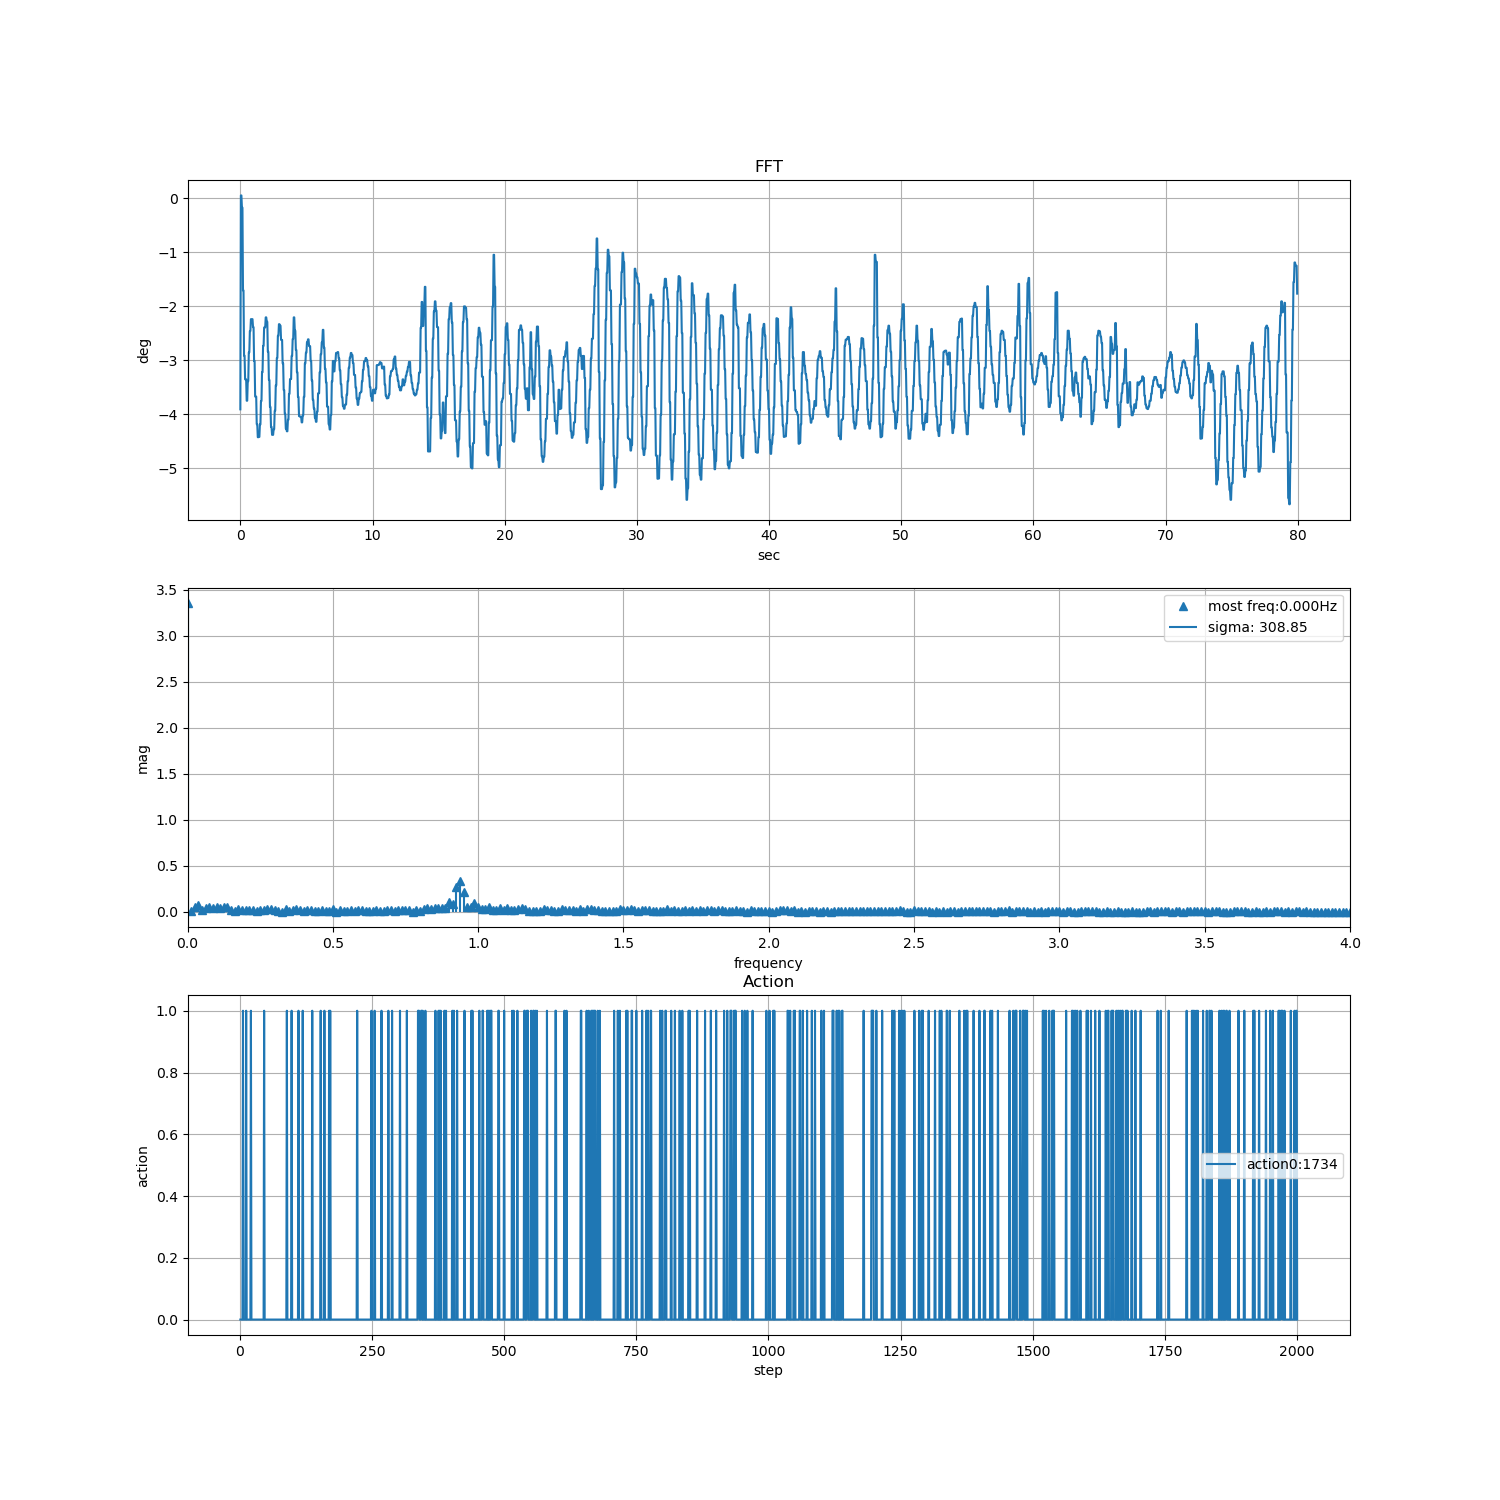 FFT
0
−1
−2
−3
−4
−5
deg
0 10 20 30 40 50 60 70 80
sec
3.5
3.0
2.5
2.0
1.5
1.0
0.5
0.0
mag
most freq:0.000Hz
sigma: 308.85
0.0 0.5 1.0 1.5 2.0 2.5 3.0 3.5 4.0
frequency
Action
1.0
0.8
0.6
0.4
0.2
0.0
action
action0:1734
0 250 500 750 1000 1250 1500 1750 2000
step